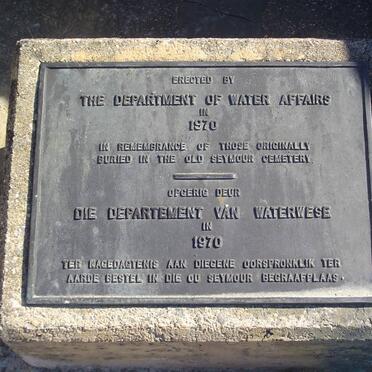 ERECTED BY
THE DEPARTMENT OF WATER AFFAIRS
IN
1970
IN REMEMBRANCE OF THOSE ORIGINALLY
BURIED IN THE OLD SEYMOUR CEMETERY.
OPGERIG DEUR
DIE DEPARTEMENT VAN WATERWESE
IN
1970
TER NAGEDAGTENIS AAN DIEGENE OORSPRONKLIK TER
AARDE BESTEL IN DIE OU SEYMOUR BEGRAAFPLAAS.